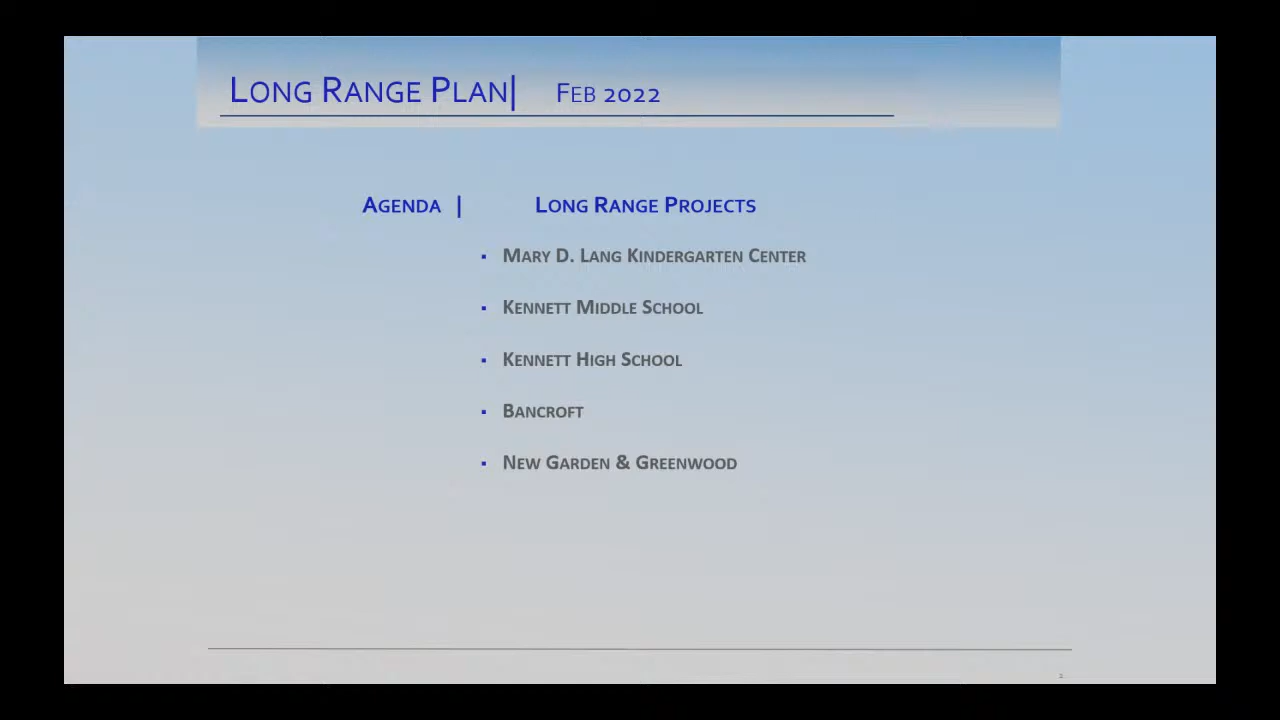 LONG RANGE PLAN| FEB 2022
AGENDA | LONG RANGE PROJECTS
▪ MARY D. LANG KINDERGARTEN CENTER
▪ KENNETT MIDDLE SCHOOL
▪ KENNETT HIGH SCHOOL
▪ BANCROFT
▪ NEW GARDEN & GREENWOOD
2